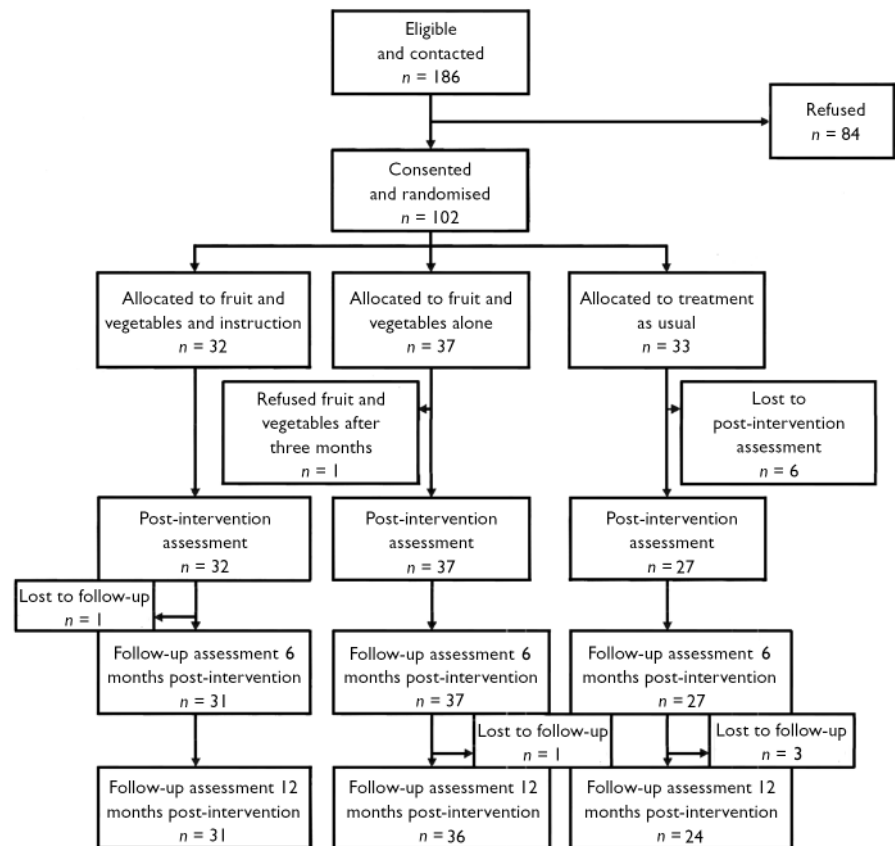 Eligible
and contacted
n = 186
Refused
n = 84
Consented
and randomised
n = 102
Allocated to fruit and
vegetables and instruction
n = 32
Allocated to fruit and
vegetables alone
n = 37
Allocated to treatment
as usual
n = 33
Refused fruit and
vegetables after
three months
n = 1
Lost to
post-intervention
assessment
n = 6
Post-intervention
assessment
n = 32
Post-intervention
assessment
n = 37
Post-intervention
assessment
n = 27
Lost to follow-up
n = 1
Follow-up assessment 6
months post-intervention
n = 31
Follow-up assessment 6
months post-intervention
n = 37
Follow-up assessment 6
months post-intervention
n = 27
Lost to follow-up
n = 1
Lost to follow-up
n = 3
Follow-up assessment 12
months post-intervention
n = 31
Follow-up assessment 12
months post-intervention
n = 36
Follow-up assessment 12
months post-intervention
n = 24